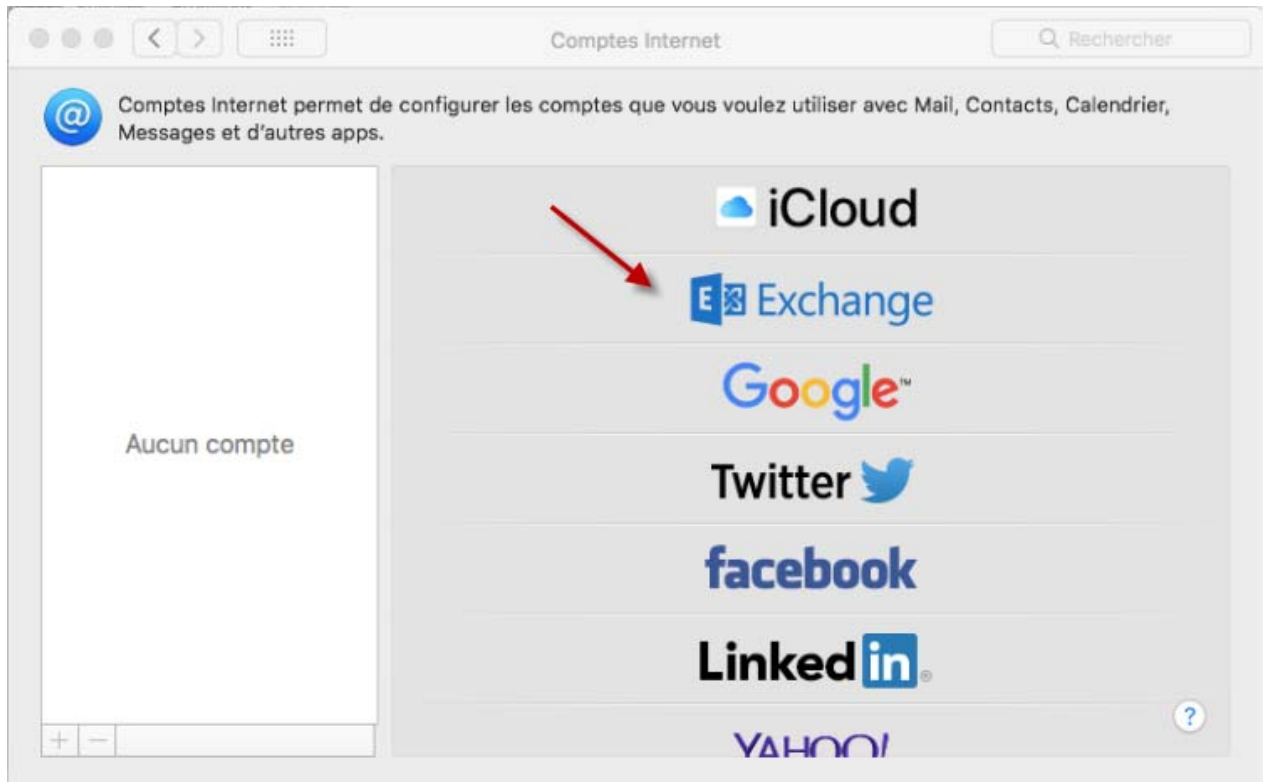 Comptes Internet
Rechercher
Comptes Internet permet de configurer les comptes que vous voulez utiliser avec Mail, Contacts, Calendrier,
Messages et d'autres apps.
Aucun compte
iCloud
E Exchange
Google™
Twitter
facebook
Linked in®
YAHOO!
+ −
?